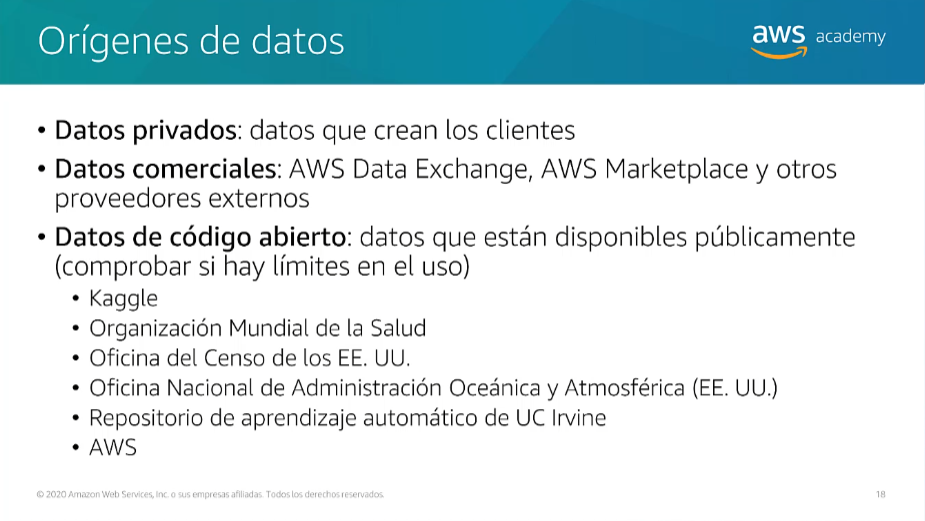 Orígenes de datos
aws academy
• Datos privados: datos que crean los clientes
• Datos comerciales: AWS Data Exchange, AWS Marketplace y otros
proveedores externos
• Datos de código abierto: datos que están disponibles públicamente
(comprobar si hay límites en el uso)
• Kaggle
• Organización Mundial de la Salud
• Oficina del Censo de los EE. UU.
• Oficina Nacional de Administración Oceánica y Atmosférica (EE. UU.)
• Repositorio de aprendizaje automático de UC Irvine
• AWS
© 2020 Amazon Web Services, Inc. o sus empresas afiliadas. Todos los derechos reservados.
18